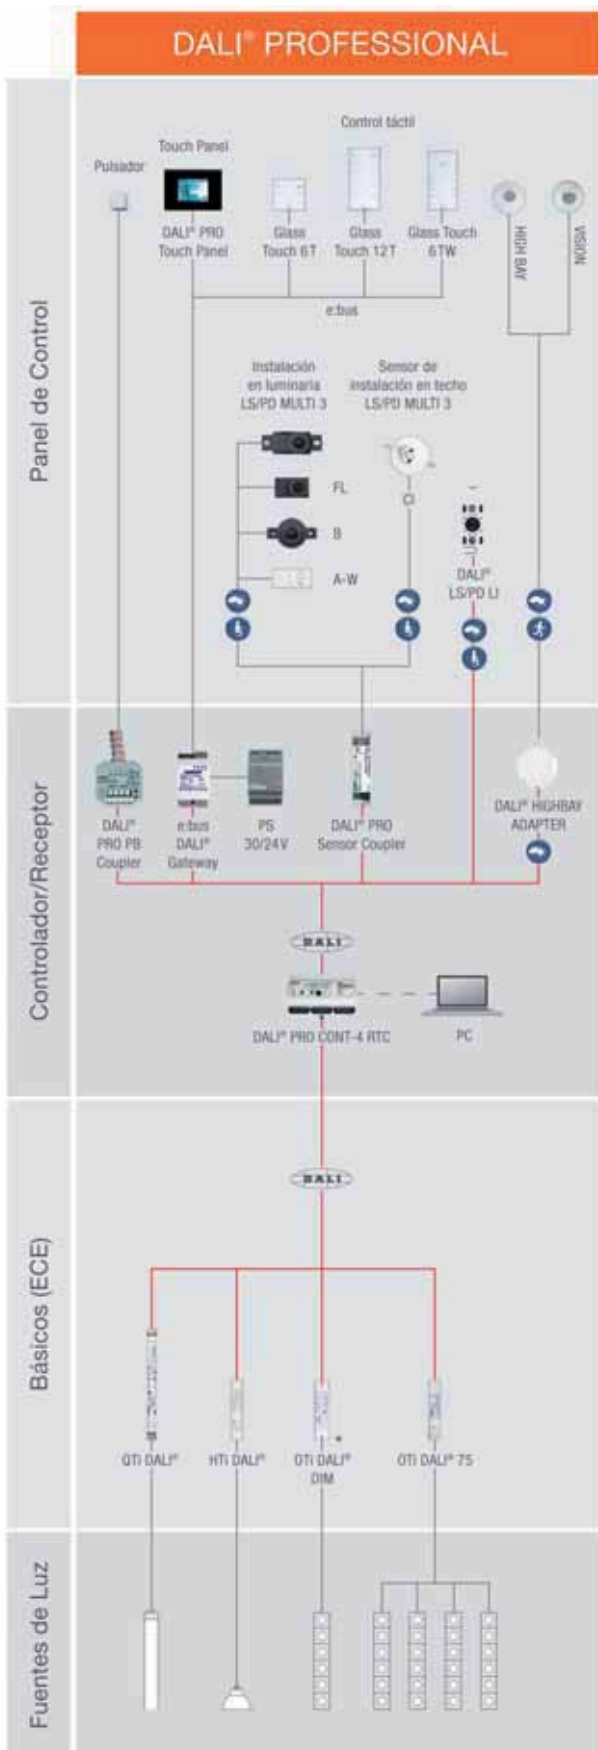 DALI® PROFESSIONAL
Panel de Control
Control táctil
Touch Panel
Pulsador
DALI® PRO
Touch Panel
Glass
Touch 6T
Glass
Touch 12T
Glass Touch
6TW
HIGH BAY
VISION
e:bus
Instalación
en luminaria
LS/PD MULTI 3
Sensor de
instalación en techo
LS/PD MULTI 3
FL
CI
B
A-W
DALI®
LS/PD LI
Controlador/Receptor
DALI®
PRO PB
Coupler
e:bus
DALI®
Gateway
PS
30/24V
DALI® PRO
Sensor Coupler
DALI® HIGHBAY
ADAPTER
DALI
DALI® PRO CONT-4 RTC
PC
Básicos (ECE)
DALI
QTi DALI®
HTi DALI®
OTi DALI®
DIM
OTi DALI® 75
Fuentes de Luz